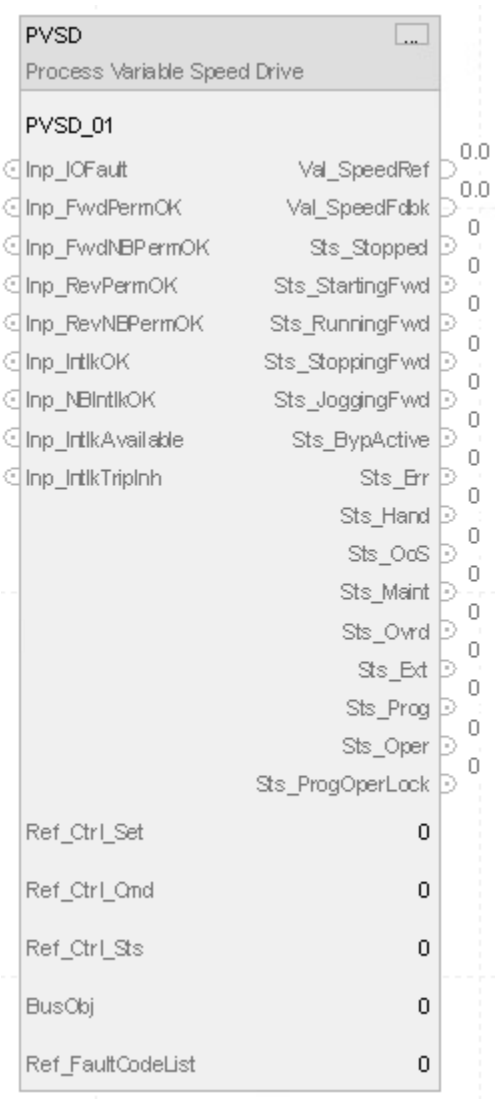 PVSD ...
Process Variable Speed Drive
PVSD_01
Inp_IOFault Val_SpeedRef 0.0
Inp_FwdPermOK Val_SpeedFdbk 0.0
Inp_FwdNBPermOK Sts_Stopped 0
Inp_RevPermOK Sts_StartingFwd 0
Inp_RevNBPermOK Sts_RunningFwd 0
Inp_IntlkOK Sts_StoppingFwd 0
Inp_NBIntlkOK Sts_JoggingFwd 0
Inp_IntlkAvailable Sts_BypActive 0
Inp_IntlkTripInh Sts_Err 0
Sts_Hand 0
Sts_OoS 0
Sts_Maint 0
Sts_Ovrd 0
Sts_Ext 0
Sts_Prog 0
Sts_Oper 0
Sts_ProgOperLock 0
Ref_Ctrl_Set 0
Ref_Ctrl_Cmd 0
Ref_Ctrl_Sts 0
BusObj 0
Ref_FaultCodeList 0